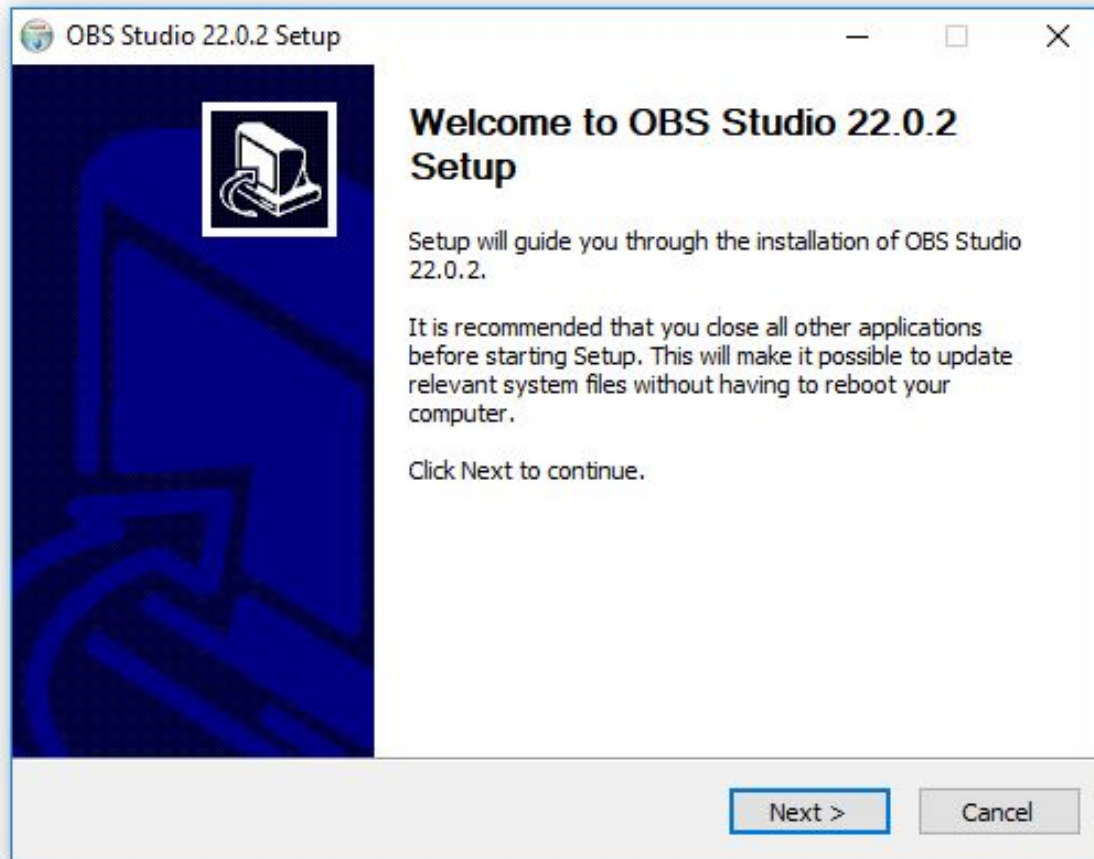 OBS Studio 22.0.2 Setup
Welcome to OBS Studio 22.0.2
Setup
Setup will guide you through the installation of OBS Studio
22.0.2.
It is recommended that you close all other applications
before starting Setup. This will make it possible to update
relevant system files without having to reboot your
computer.
Click Next to continue.
Next >
Cancel